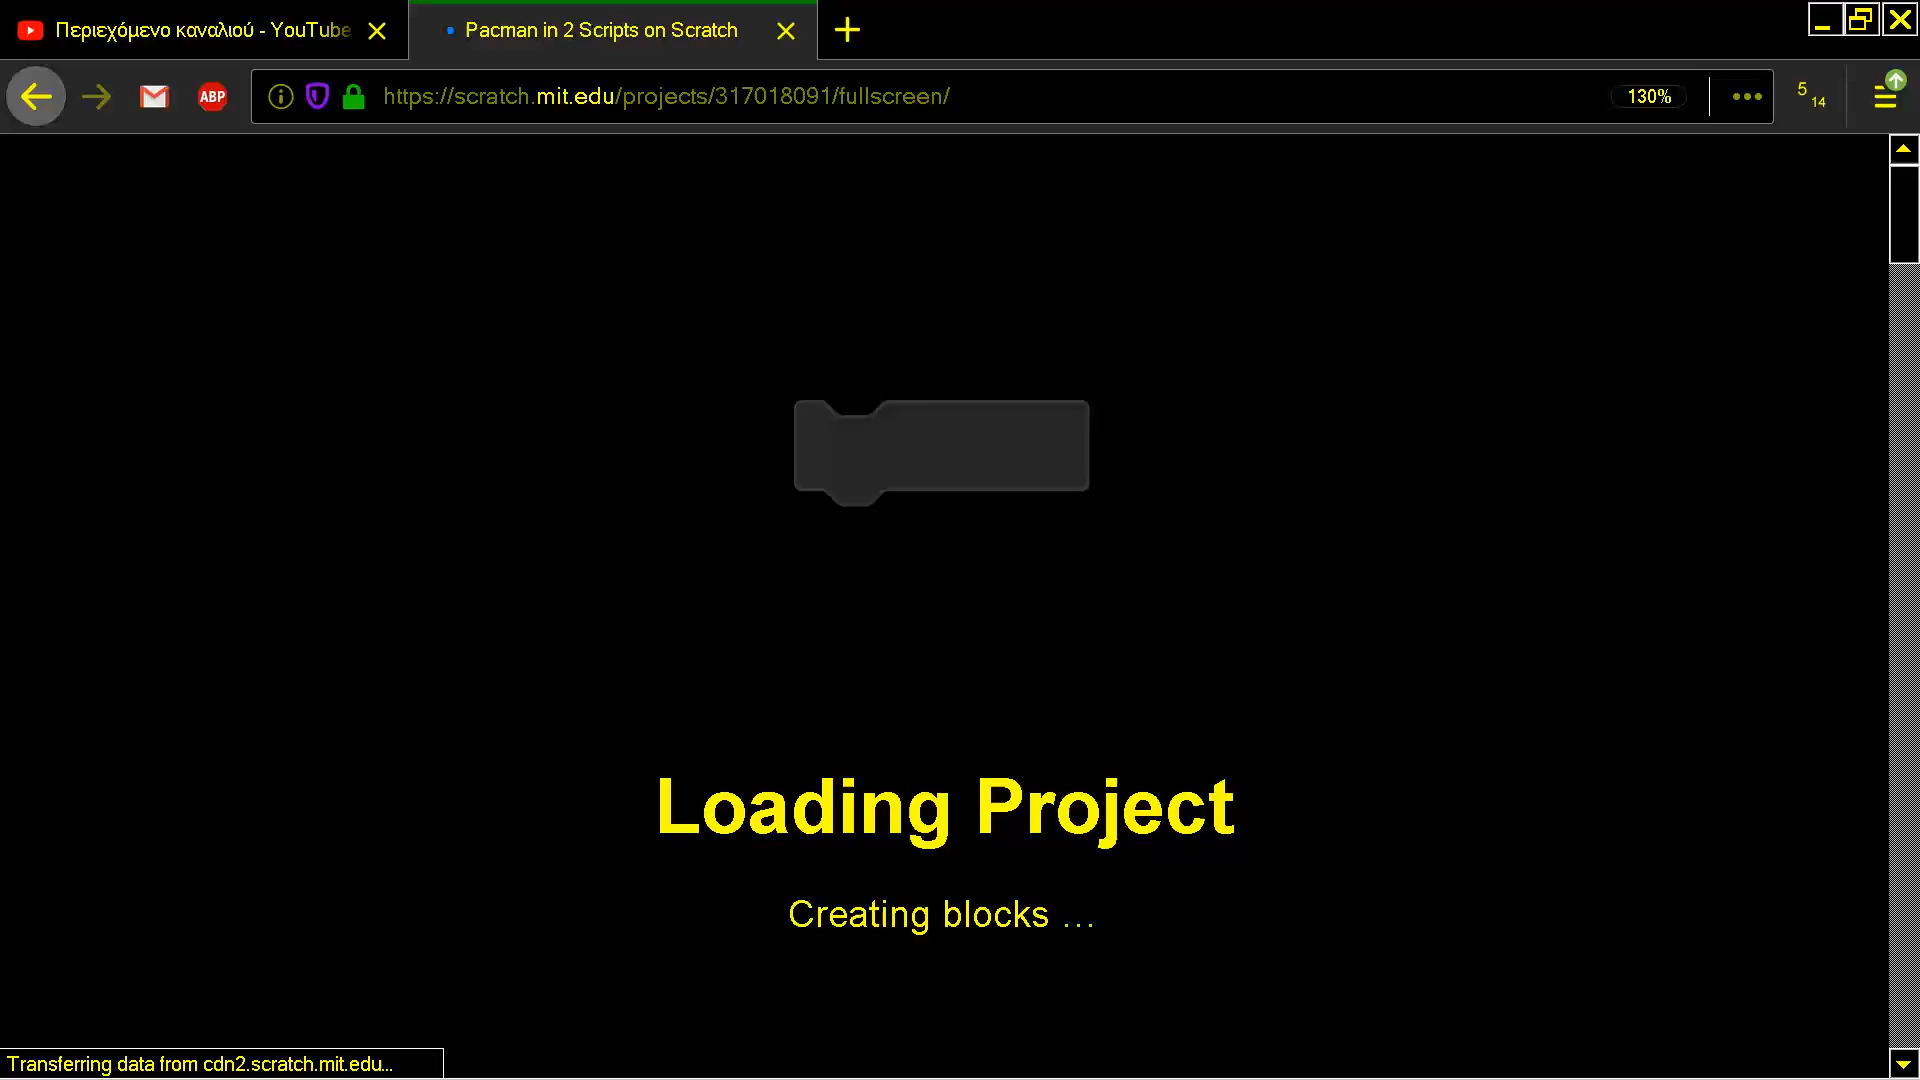 Περιεχόμενο καναλιού - YouTube
Pacman in 2 Scripts on Scratch
ABP
https://scratch.mit.edu/projects/317018091/fullscreen/
130%
5
14
Loading Project
Creating blocks …
Transferring data from cdn2.scratch.mit.edu…